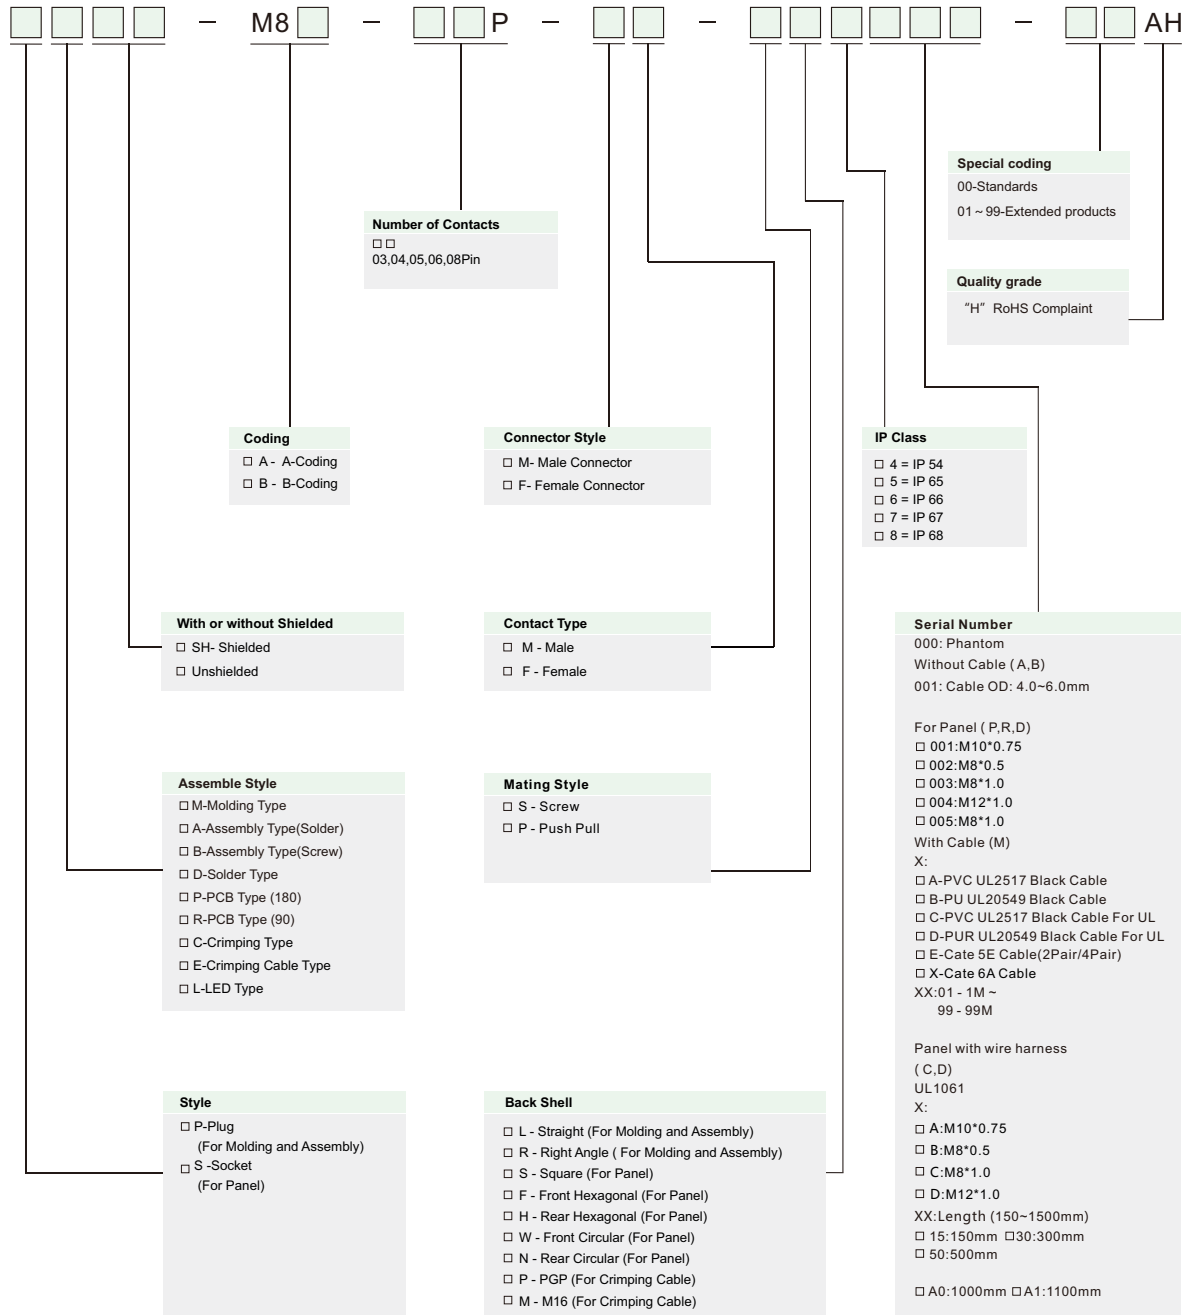 □ □ □ □ – M8 □ – □ □ P – □ □ – □ □ □ □ □ □ – □ □ AH
Special coding
00-Standards
01～99-Extended products
Number of Contacts
□ □
03,04,05,06,08Pin
Quality grade
“H” RoHS Complaint
Coding
□ A - A-Coding
□ B - B-Coding
Connector Style
□ M- Male Connector
□ F- Female Connector
IP Class
□ 4 = IP 54
□ 5 = IP 65
□ 6 = IP 66
□ 7 = IP 67
□ 8 = IP 68
With or without Shielded
□ SH- Shielded
□ Unshielded
Contact Type
□ M - Male
□ F - Female
Assemble Style
□ M-Molding Type
□ A-Assembly Type(Solder)
□ B-Assembly Type(Screw)
□ D-Solder Type
□ P-PCB Type (180)
□ R-PCB Type (90)
□ C-Crimping Type
□ E-Crimping Cable Type
□ L-LED Type
Mating Style
□ S - Screw
□ P - Push Pull
Style
□ P-Plug
(For Molding and Assembly)
□ S -Socket
(For Panel)
Back Shell
□ L - Straight (For Molding and Assembly)
□ R - Right Angle ( For Molding and Assembly)
□ S - Square (For Panel)
□ F - Front Hexagonal (For Panel)
□ H - Rear Hexagonal (For Panel)
□ W - Front Circular (For Panel)
□ N - Rear Circular (For Panel)
□ P - PGP (For Crimping Cable)
□ M - M16 (For Crimping Cable)
Serial Number
000: Phantom
Without Cable ( A,B)
001: Cable OD: 4.0~6.0mm
For Panel ( P,R,D)
□ 001:M10*0.75
□ 002:M8*0.5
□ 003:M8*1.0
□ 004:M12*1.0
□ 005:M8*1.0
With Cable (M)
X:
□ A-PVC UL2517 Black Cable
□ B-PU UL20549 Black Cable
□ C-PVC UL2517 Black Cable For UL
□ D-PUR UL20549 Black Cable For UL
□ E-Cate 5E Cable(2Pair/4Pair)
□ X-Cate 6A Cable
XX:01 - 1M ~
99 - 99M
Panel with wire harness
( C,D)
UL1061
X:
□ A:M10*0.75
□ B:M8*0.5
□ C:M8*1.0
□ D:M12*1.0
XX:Length (150~1500mm)
□ 15:150mm □30:300mm
□ 50:500mm
□ A0:1000mm □ A1:1100mm